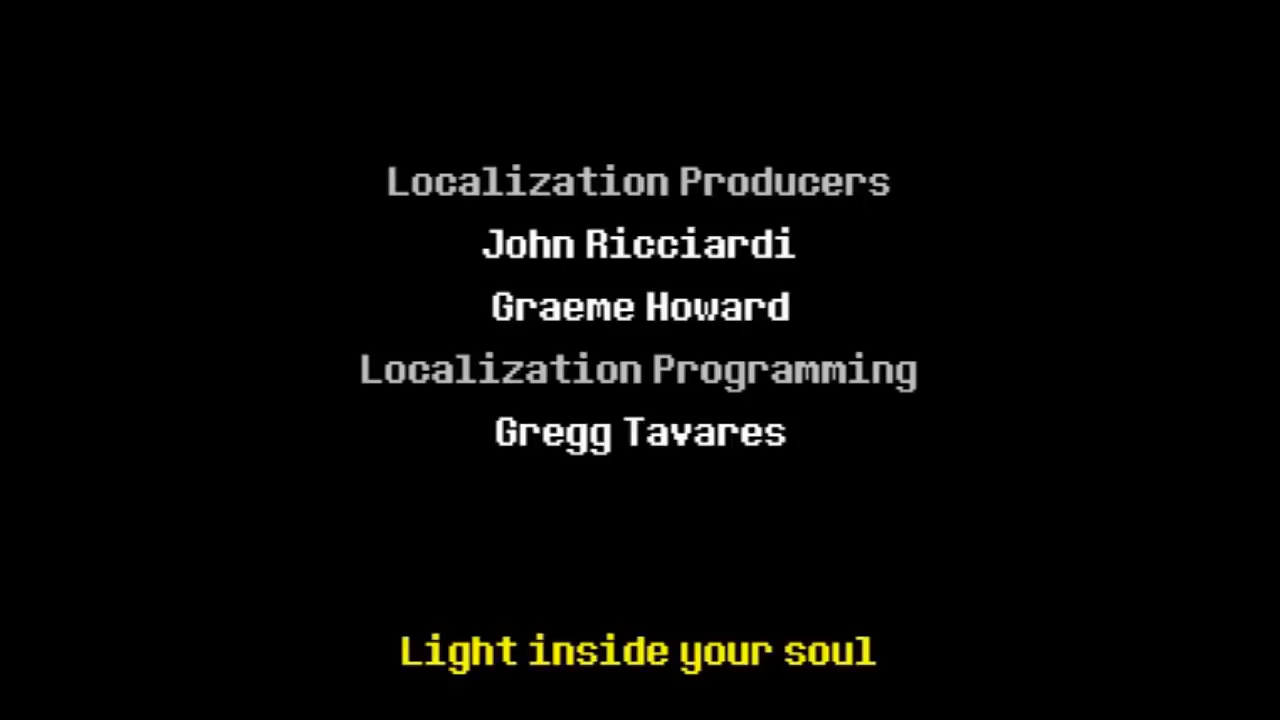 Localization Producers
John Ricciardi
Graeme Howard
Localization Programming
Gregg Tavares
Light inside your soul